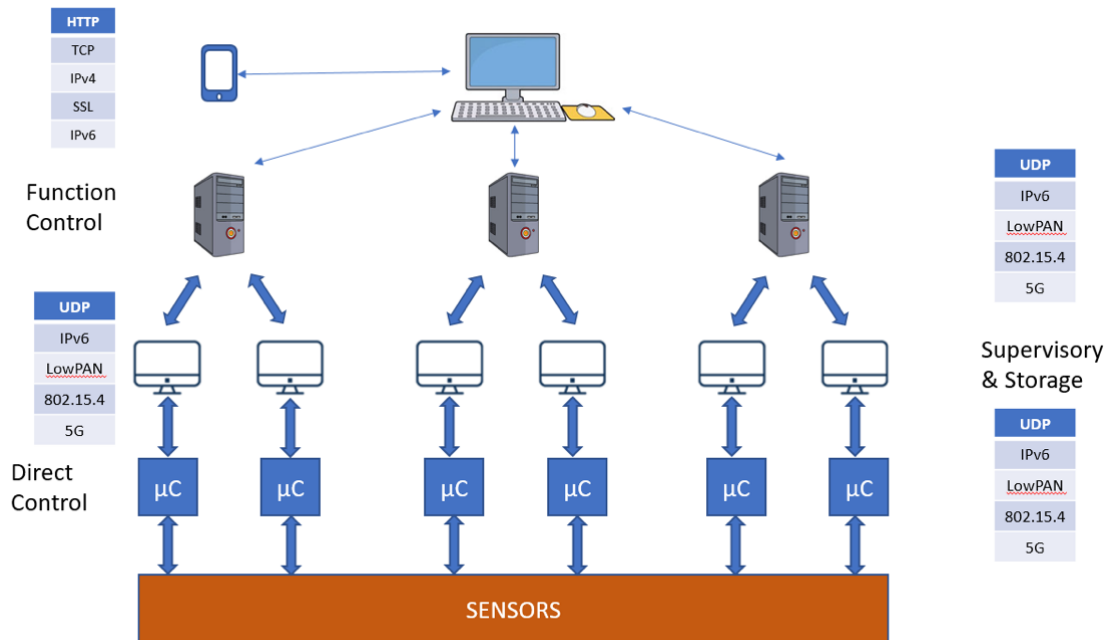 HTTP
TCP
IPv4
SSL
IPv6
Function
Control
UDP
IPv6
LowPAN
802.15.4
5G
UDP
IPv6
LowPAN
802.15.4
5G
Supervisory
& Storage
UDP
IPv6
LowPAN
802.15.4
5G
Direct
Control
μC
μC
μC
μC
μC
μC
SENSORS